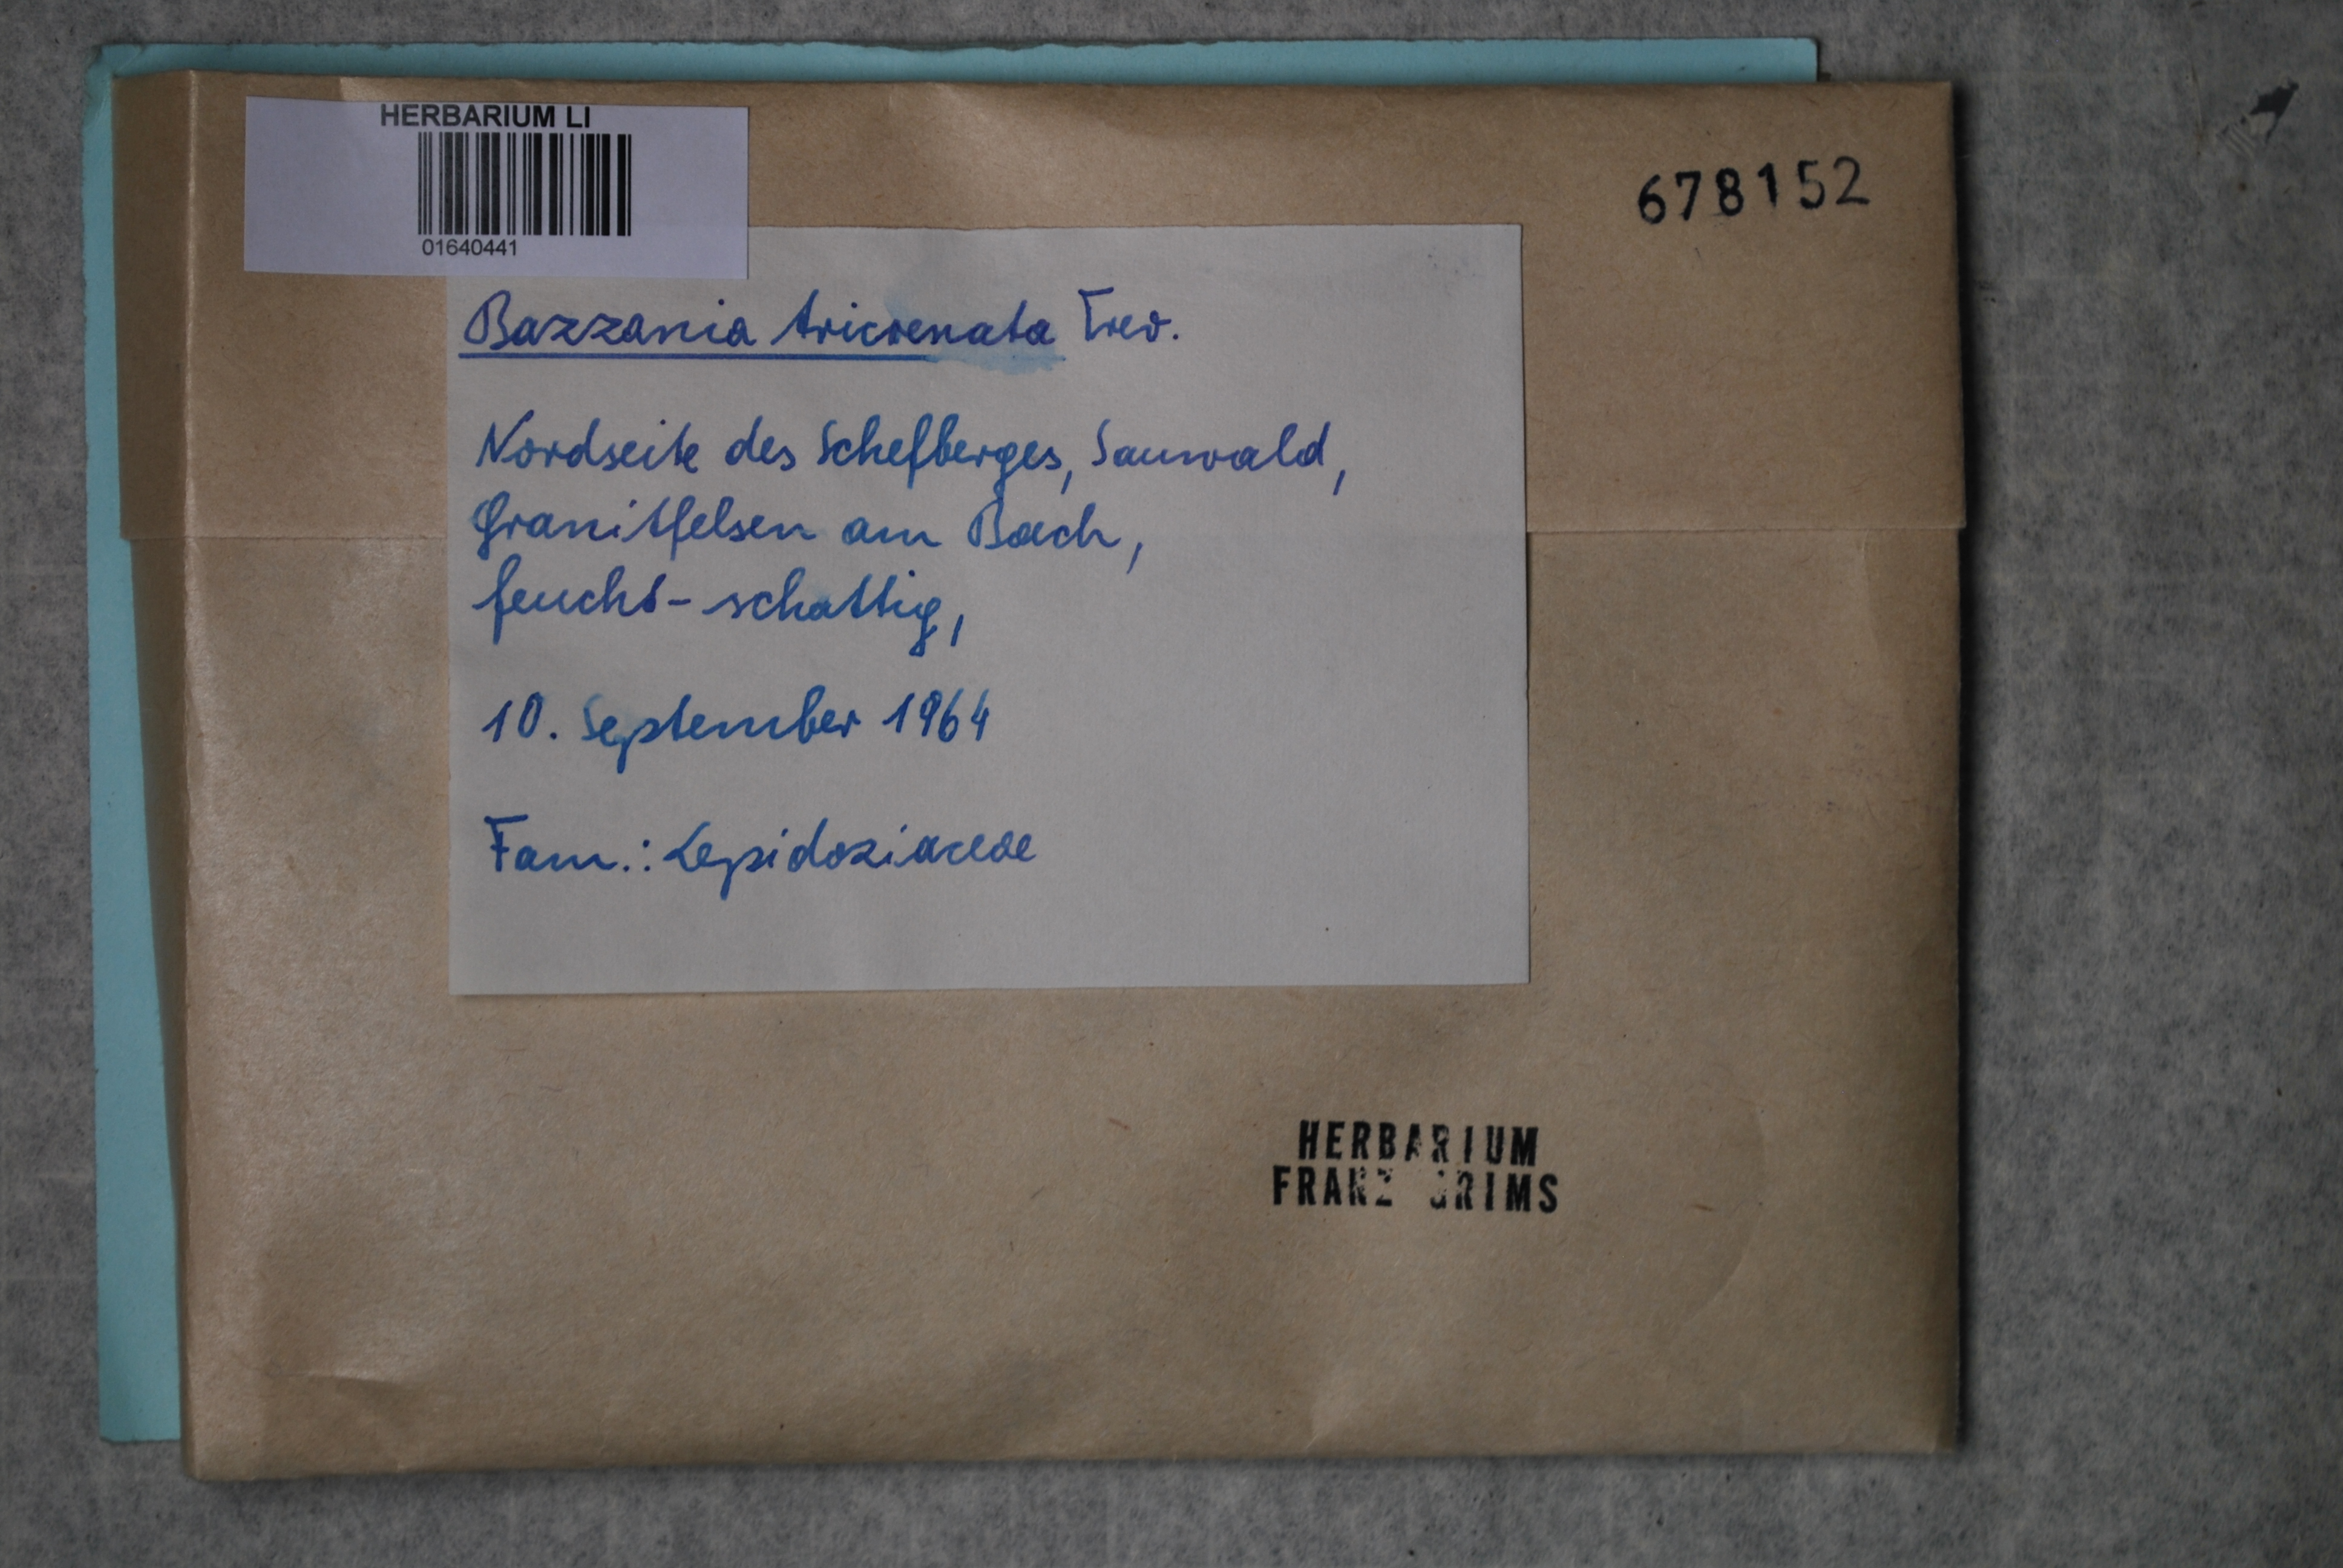 HERBARIUM LI
01640441
678152
Bazzania tricrenata Trev.
Nordseite des Schefberges, Sauwald,
Granitfelsen am Bach,
feucht-schattig,
10. September 1964
Fam.: Lepidoziaceae
HERBARIUM
FRANZ GRIMS